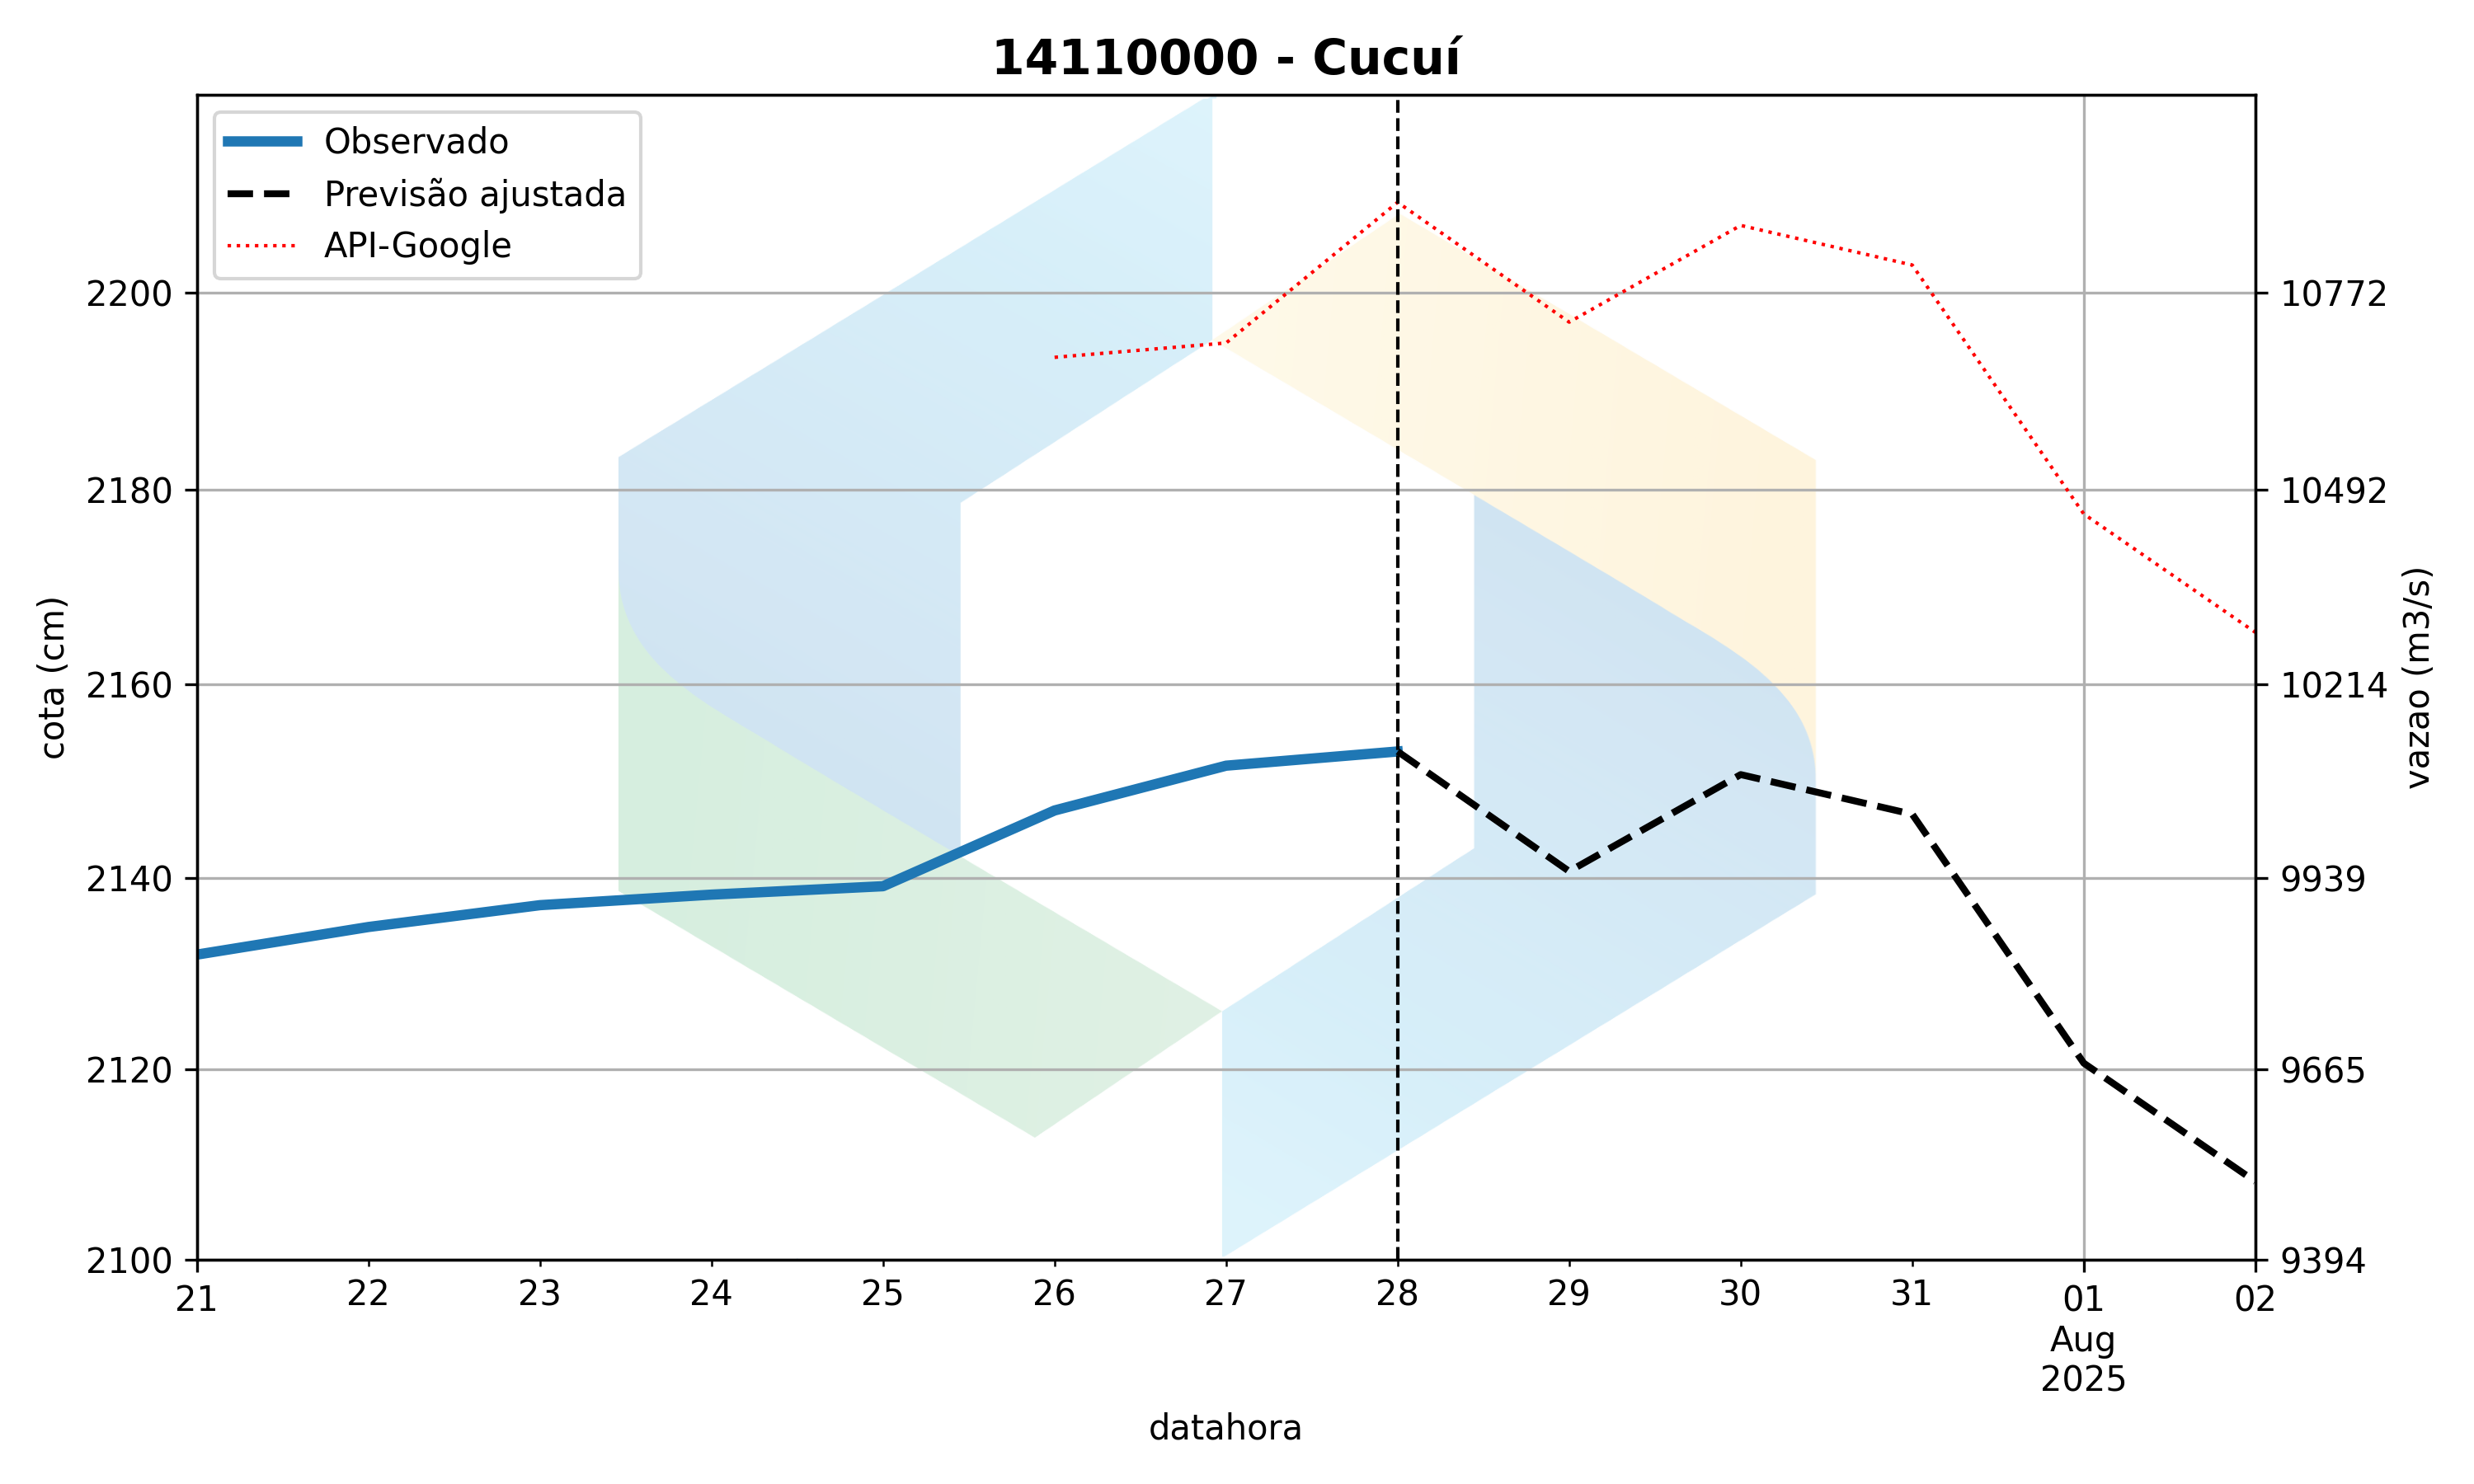 14110000 - Cucuí
Observado
Previsão ajustada
API-Google
2200
2180
2160
2140
2120
2100
cota (cm)
10772
10492
10214
9939
9665
9394
vazao (m3/s)
21 22 23 24 25 26 27 28 29 30 31 01 02
Aug
2025
datahora